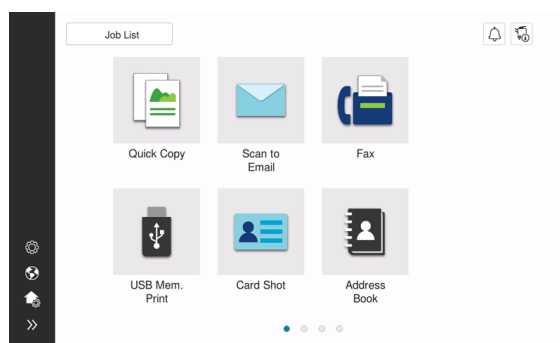 Job List
Quick Copy
Scan to
Email
Fax
USB Mem.
Print
Card Shot
Address
Book